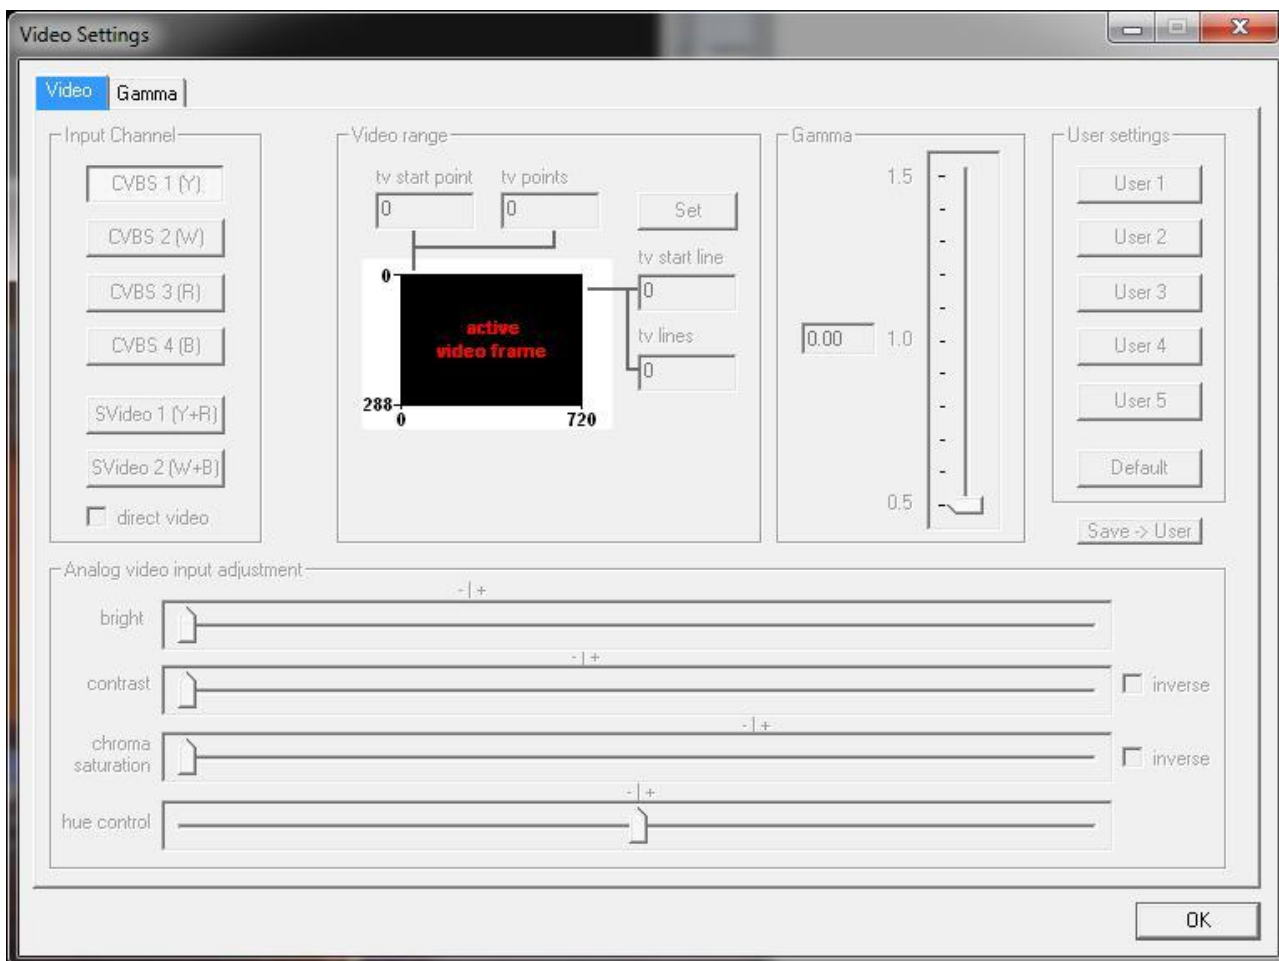 Video Settings
Video
Gamma
Input Channel
CVBS 1 (Y)
CVBS 2 (W)
CVBS 3 (R)
CVBS 4 (B)
SVideo 1 (Y+R)
SVideo 2 (W+B)
direct video
Video range
tv start point
tv points
0
0
Set
tv start line
0
tv lines
0
0
active
video frame
288
0
720
Gamma
1.5
0.00
1.0
0.5
User settings
User 1
User 2
User 3
User 4
User 5
Default
Save -> User
Analog video input adjustment
- | +
bright
- | +
contrast
inverse
- | +
chroma
saturation
inverse
- | +
hue control
OK